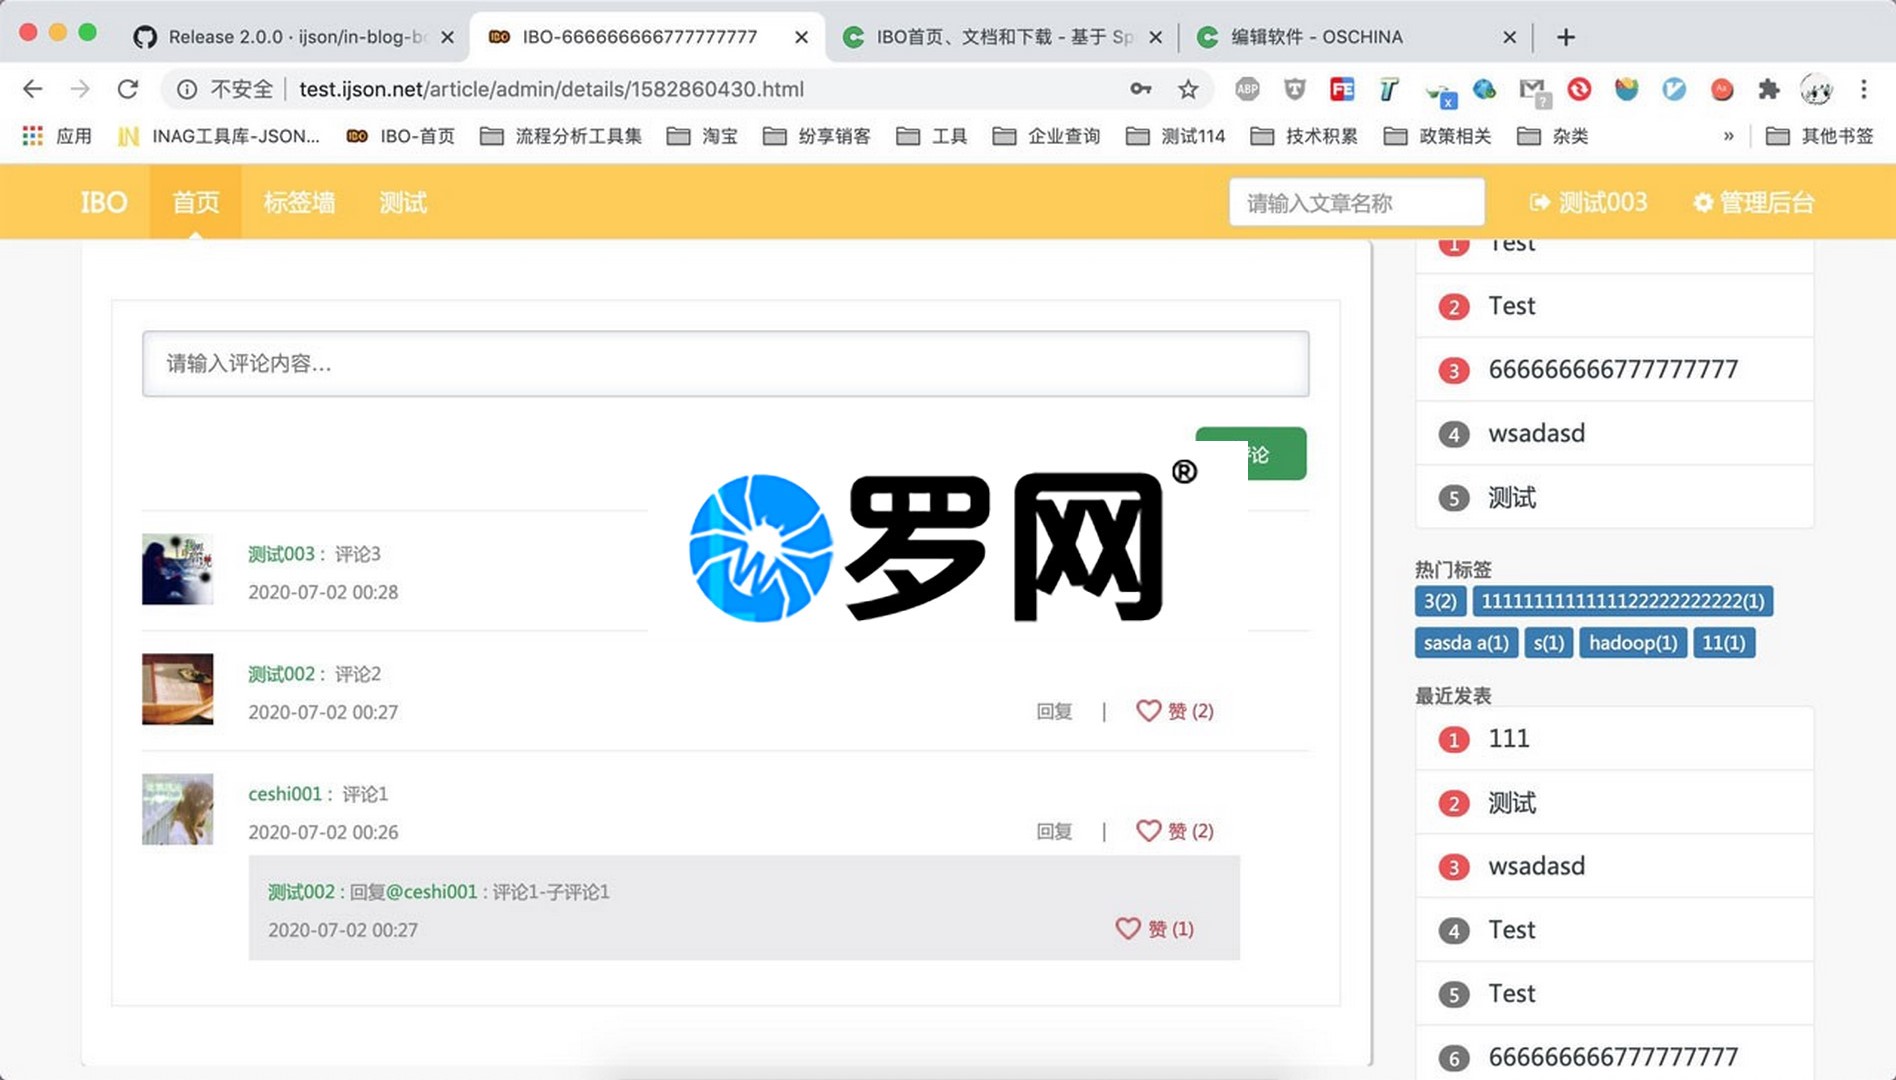 Release 2.0.0 · ijson/in-blog-bo
IBO-666666666777777777
IBO首页、文档和下载 - 基于 Sp
编辑软件 - OSCHINA
不安全 | test.ijson.net/article/admin/details/1582860430.html
应用
INAG工具库-JSON...
IBO-首页
流程分析工具集
淘宝
纷享销客
工具
企业查询
测试114
技术积累
政策相关
杂类
»
其他书签
IBO
首页
标签墙
测试
请输入文章名称
测试003
管理后台
请输入评论内容...
论
罗网®
测试003 : 评论3
2020-07-02 00:28
测试002 : 评论2
2020-07-02 00:27
回复 | 赞 (2)
ceshi001 : 评论1
2020-07-02 00:26
回复 | 赞 (2)
测试002 : 回复@ceshi001 : 评论1-子评论1
2020-07-02 00:27
赞 (1)
1 Test
2 Test
3 666666666777777777
4 wsadasd
5 测试
热门标签
3(2)
sasda a(1) s(1) hadoop(1) 11(1)
最近发表
1 111
2 测试
3 wsadasd
4 Test
5 Test
6 666666666777777777